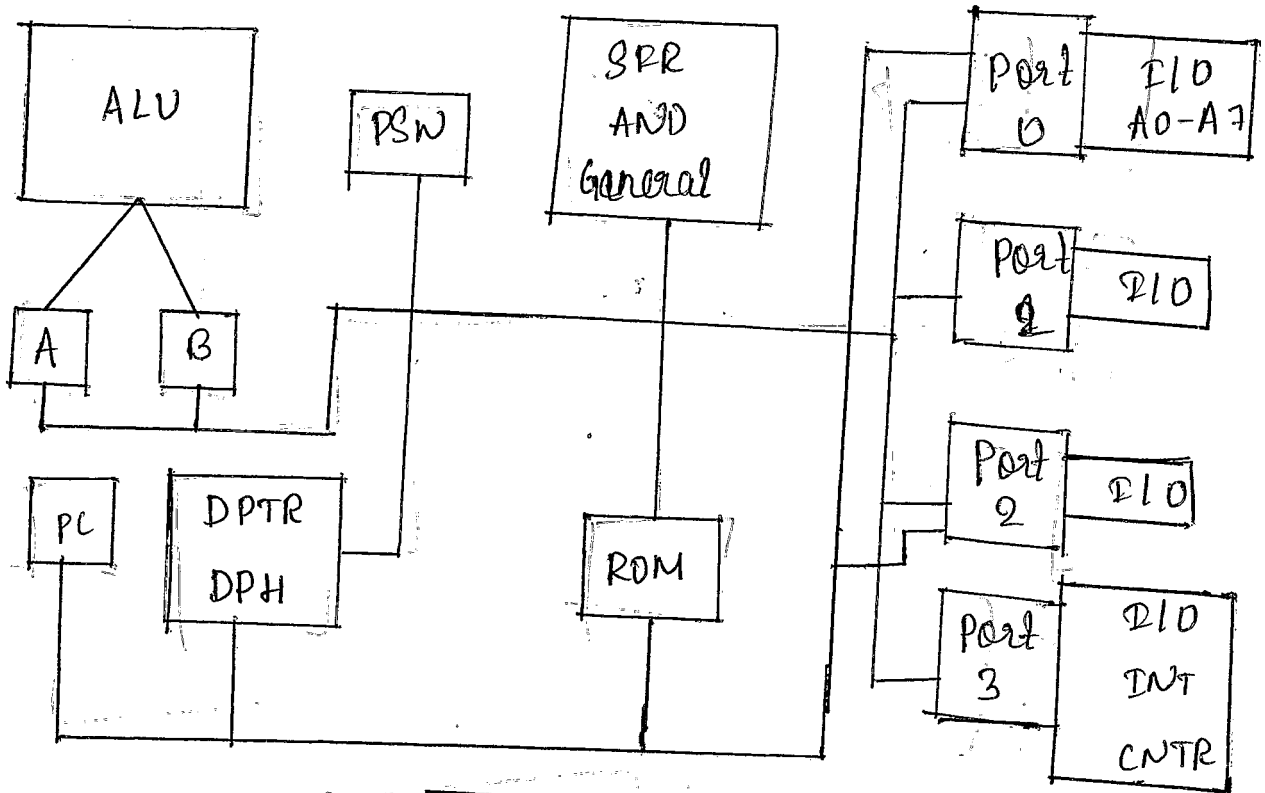 ALU
PSW
SRR
AND
General
Port
0
I/O
A0-A7
A
B
Port
1
I/O
PC
DPTR
DPH
ROM
Port
2
I/O
Port
3
I/O
INT
CNTR